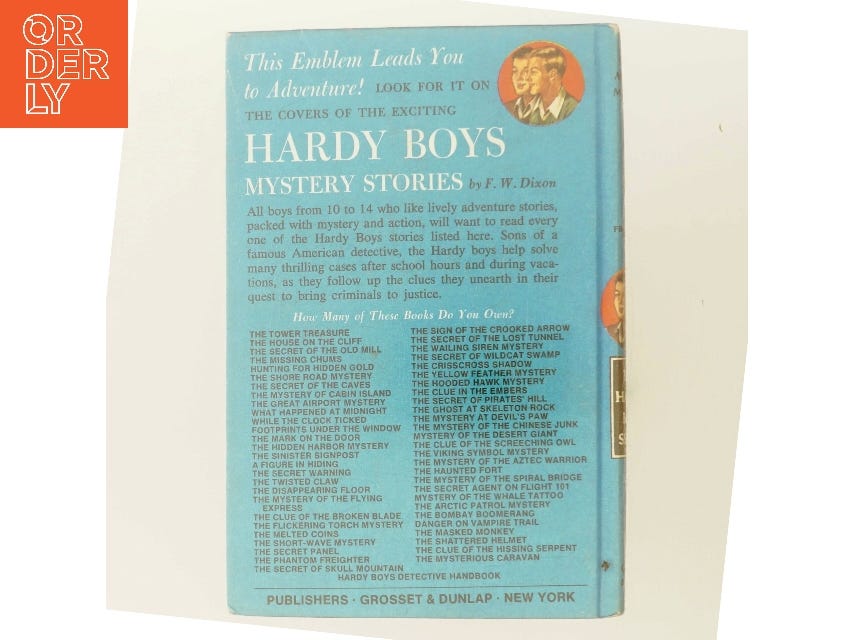 OR
DER
LY
This Emblem Leads You
to Adventure! LOOK FOR IT ON
THE COVERS OF THE EXCITING
HARDY BOYS
MYSTERY STORIES by F. W. Dixon
All boys from 10 to 14 who like lively adventure stories,
packed with mystery and action, will want to read every
one of the Hardy Boys stories listed here. Sons of a
famous American detective, the Hardy boys help solve
many thrilling cases after school hours and during vaca-
tions, as they follow up the clues they unearth in their
quest to bring criminals to justice.
How Many of These Books Do You Own?
THE TOWER TREASURE
THE HOUSE ON THE CLIFF
THE SECRET OF THE OLD MILL
THE MISSING CHUMS
HUNTING FOR HIDDEN GOLD
THE SHORE ROAD MYSTERY
THE SECRET OF THE CAVES
THE MYSTERY OF CABIN ISLAND
THE GREAT AIRPORT MYSTERY
WHAT HAPPENED AT MIDNIGHT
WHILE THE CLOCK TICKED
FOOTPRINTS UNDER THE WINDOW
THE MARK ON THE DOOR
THE HIDDEN HARBOR MYSTERY
THE SINISTER SIGNPOST
A FIGURE IN HIDING
THE SECRET WARNING
THE TWISTED CLAW
THE DISAPPEARING FLOOR
THE MYSTERY OF THE FLYING
EXPRESS
THE CLUE OF THE BROKEN BLADE
THE FLICKERING TORCH MYSTERY
THE MELTED COINS
THE SHORT-WAVE MYSTERY
THE SECRET PANEL
THE PHANTOM FREIGHTER
THE SECRET OF SKULL MOUNTAIN
THE SIGN OF THE CROOKED ARROW
THE SECRET OF THE LOST TUNNEL
THE WAILING SIREN MYSTERY
THE SECRET OF WILDCAT SWAMP
THE CRISSCROSS SHADOW
THE YELLOW FEATHER MYSTERY
THE HOODED HAWK MYSTERY
THE CLUE IN THE EMBERS
THE SECRET OF PIRATES' HILL
THE GHOST AT SKELETON ROCK
THE MYSTERY AT DEVIL'S PAW
THE MYSTERY OF THE CHINESE JUNK
MYSTERY OF THE DESERT GIANT
THE CLUE OF THE SCREECHING OWL
THE VIKING SYMBOL MYSTERY
THE MYSTERY OF THE AZTEC WARRIOR
THE HAUNTED FORT
THE MYSTERY OF THE SPIRAL BRIDGE
THE SECRET AGENT ON FLIGHT 101
MYSTERY OF THE WHALE TATTOO
THE ARCTIC PATROL MYSTERY
THE BOMBAY BOOMERANG
DANGER ON VAMPIRE TRAIL
THE MASKED MONKEY
THE SHATTERED HELMET
THE CLUE OF THE HISSING SERPENT
THE MYSTERIOUS CARAVAN
HARDY BOYS DETECTIVE HANDBOOK
PUBLISHERS · GROSSET & DUNLAP · NEW YORK